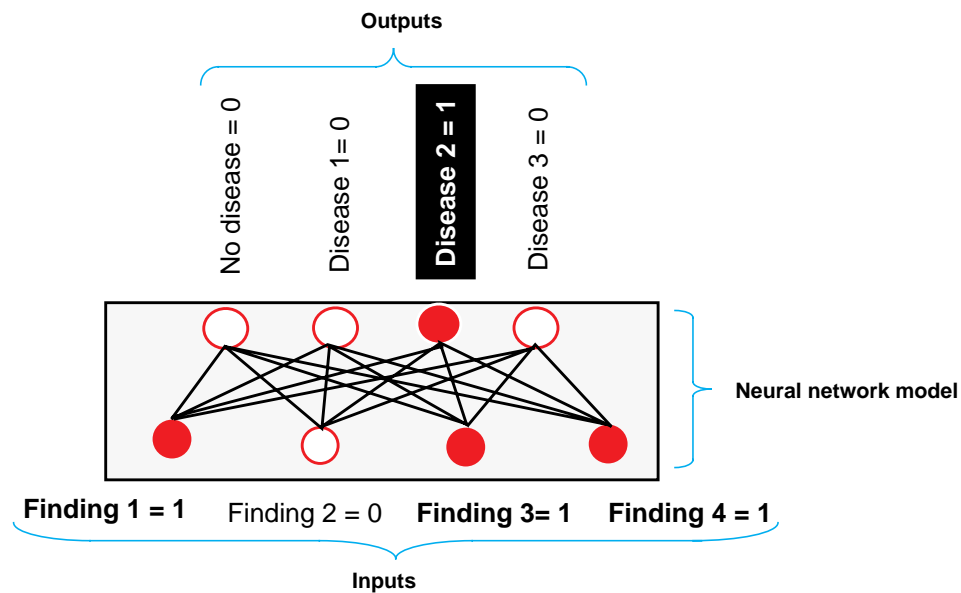 Outputs
No disease = 0
Disease 1= 0
Disease 2 = 1
Disease 3 = 0
Neural network model
Finding 1 = 1
Finding 2 = 0
Finding 3= 1
Finding 4 = 1
Inputs